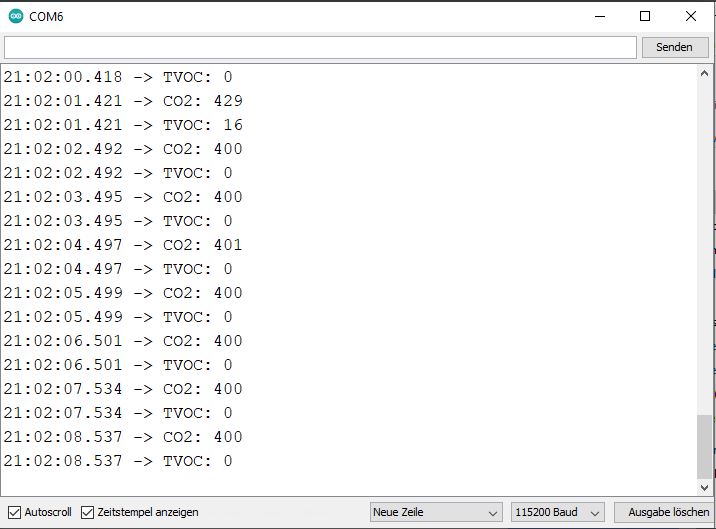 COM6
Senden
21:02:00.418 -> TVOC: 0
21:02:01.421 -> CO2: 429
21:02:01.421 -> TVOC: 16
21:02:02.492 -> CO2: 400
21:02:02.492 -> TVOC: 0
21:02:03.495 -> CO2: 400
21:02:03.495 -> TVOC: 0
21:02:04.497 -> CO2: 401
21:02:04.497 -> TVOC: 0
21:02:05.499 -> CO2: 400
21:02:05.499 -> TVOC: 0
21:02:06.501 -> CO2: 400
21:02:06.501 -> TVOC: 0
21:02:07.534 -> CO2: 400
21:02:07.534 -> TVOC: 0
21:02:08.537 -> CO2: 400
21:02:08.537 -> TVOC: 0
Autoscroll Zeitstempel anzeigen Neue Zeile 115200 Baud Ausgabe löschen